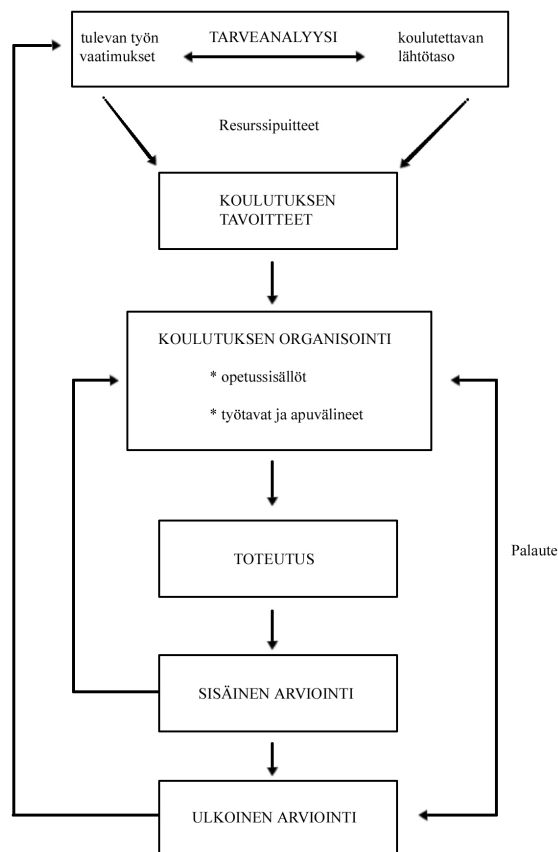 tulevan työn
vaatimukset
TARVEANALYYSI
koulutettavan
lähtötaso
Resurssipuitteet
KOULUTUKSEN
TAVOITTEET
KOULUTUKSEN ORGANISOINTI
* opetussisällöt
* työtavat ja apuvälineet
TOTEUTUS
Palaute
SISÄINEN ARVIOINTI
ULKOINEN ARVIOINTI